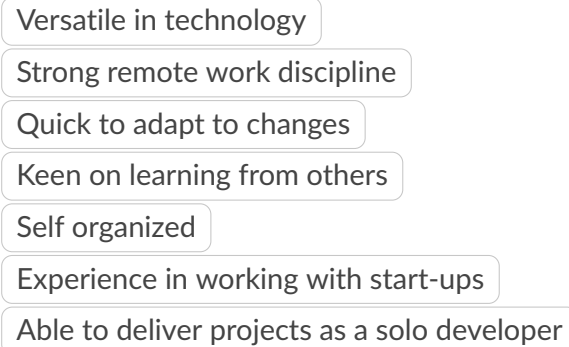 Versatile in technology
Strong remote work discipline
Quick to adapt to changes
Keen on learning from others
Self organized
Experience in working with start-ups
Able to deliver projects as a solo developer